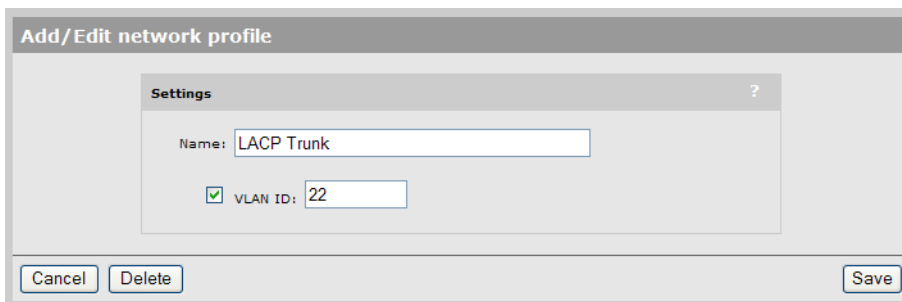 Add/Edit network profile
Settings ?
Name: LACP Trunk
VLAN ID: 22
Cancel Delete Save